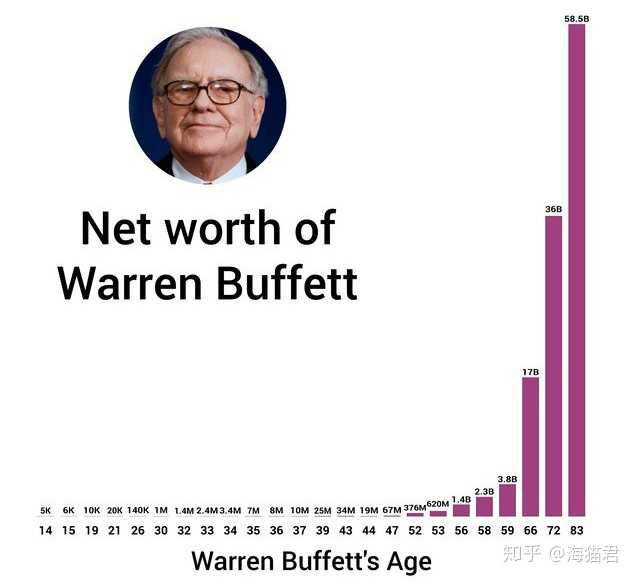 Net worth of
Warren Buffett
5K 6K 10K 20K 140K 1M 1.4M 2.4M 3.4M 7M 8M 10M 25M 34M 19M 67M 376M 620M 1.4B 2.3B 3.8B 17B 36B 58.5B
14 15 19 21 26 30 32 33 34 35 36 37 39 43 44 47 52 53 56 58 59 66 72 83
Warren Buffett's Age
知乎 @海猫君